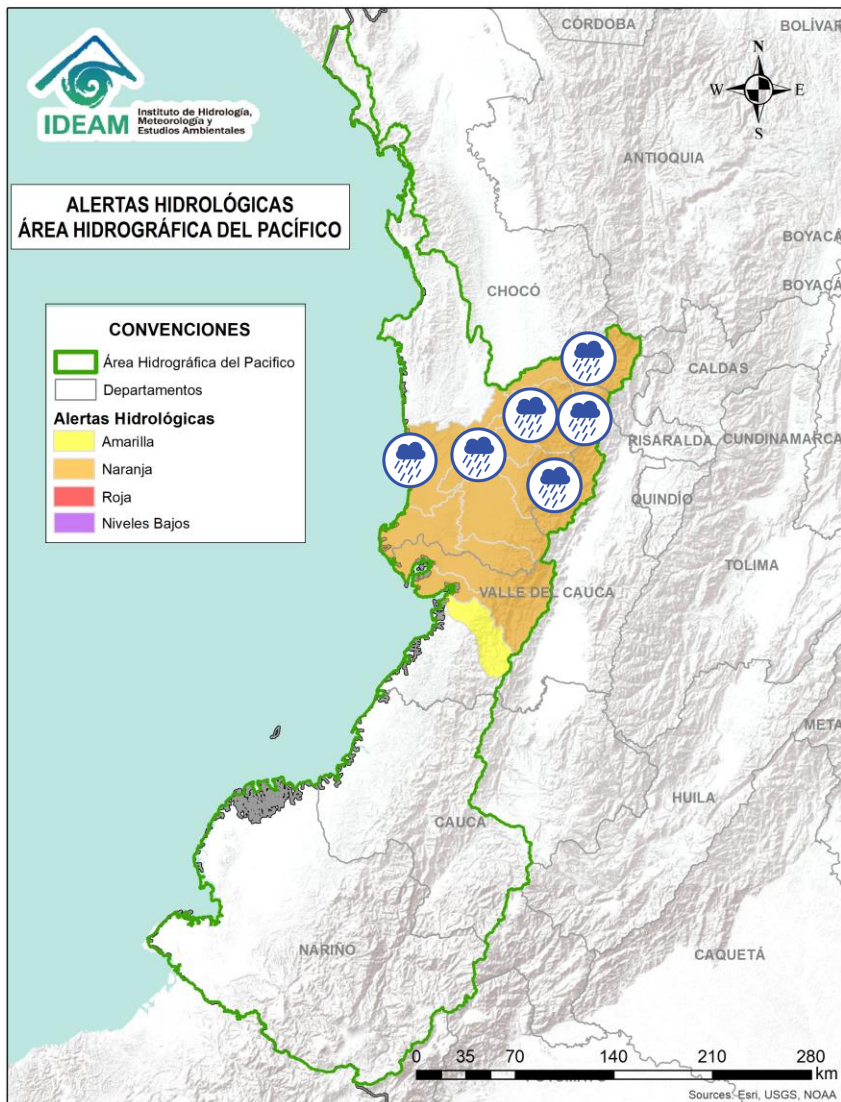 CÓRDOBA
BOLÍVAR
N
W
E
S
IDEAM
Instituto de Hidrología,
Meteorología y
Estudios Ambientales
ANTIOQUIA
ALERTAS HIDROLÓGICAS
ÁREA HIDROGRÁFICA DEL PACÍFICO
BOYACÁ
BOYACÁ
CHOCÓ
CONVENCIONES
Área Hidrográfica del Pacifico
Departamentos
Alertas Hidrológicas
Amarilla
Naranja
Roja
Niveles Bajos
CALDAS
RISARALDA
CUNDINAMARCA
QUINDÍO
TOLIMA
VALLE DEL CAUCA
META
HUILA
CAUCA
NARIÑO
CAQUETÁ
0 35 70 140 210 280
km
Sources: Esri, USGS, NOAA